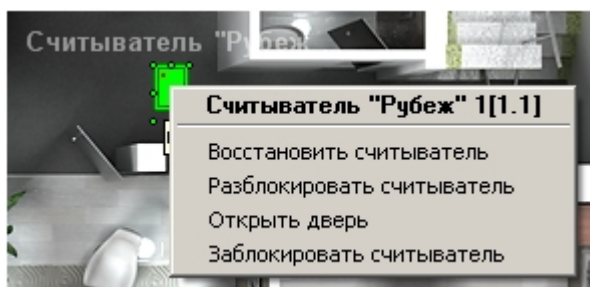 Считыватель "Рубеж
Считыватель "Рубеж" 1[1.1]
Восстановить считыватель
Разблокировать считыватель
Открыть дверь
Заблокировать считыватель